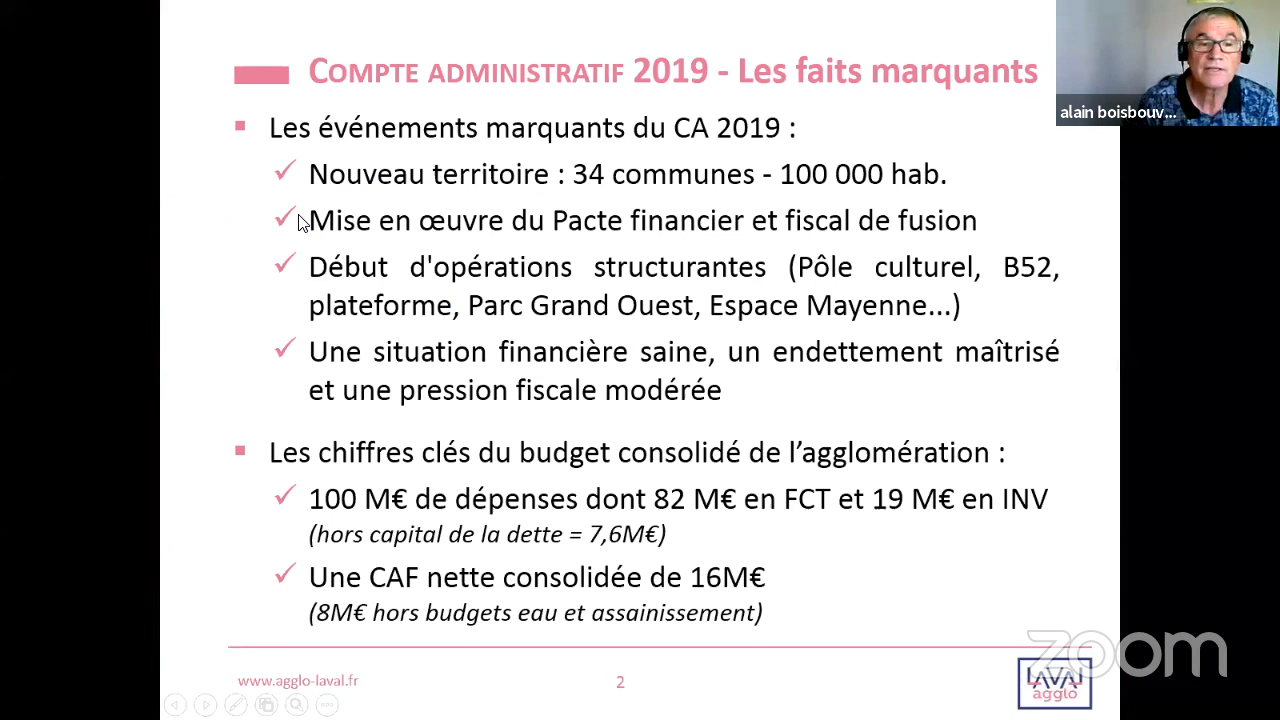 COMPTE ADMINISTRATIF 2019 - Les faits marquants
alain boisbouv...
Les événements marquants du CA 2019 :
Nouveau territoire : 34 communes - 100 000 hab.
Mise en œuvre du Pacte financier et fiscal de fusion
Début d'opérations structurantes (Pôle culturel, B52,
plateforme, Parc Grand Ouest, Espace Mayenne...)
Une situation financière saine, un endettement maîtrisé
et une pression fiscale modérée
Les chiffres clés du budget consolidé de l’agglomération :
100 M€ de dépenses dont 82 M€ en FCT et 19 M€ en INV
(hors capital de la dette = 7,6M€)
Une CAF nette consolidée de 16M€
(8M€ hors budgets eau et assainissement)
zoom
www.agglo-laval.fr
2
LAVAL
agglo